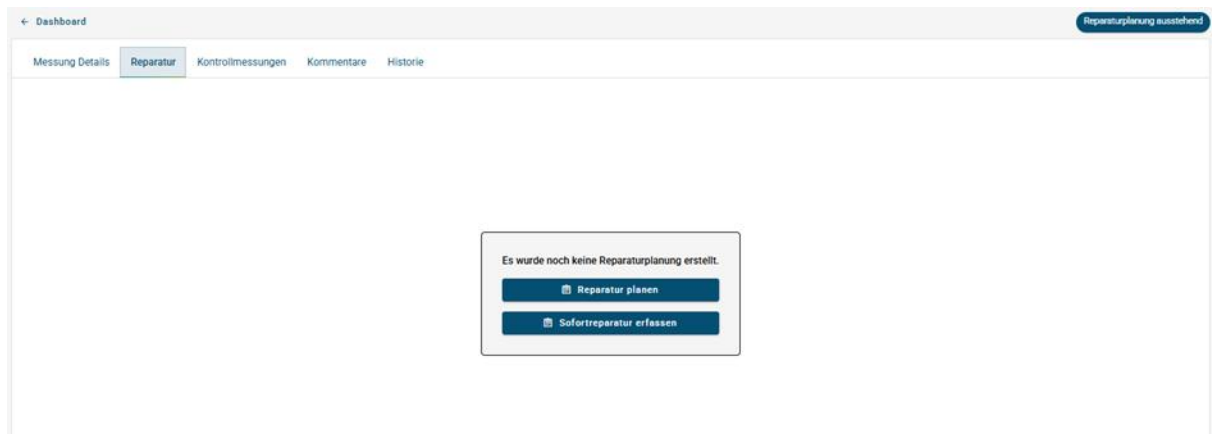 ← Dashboard
Reparaturplanung ausstehend
Messung Details Reparatur Kontrollmessungen Kommentare Historie
Es wurde noch keine Reparaturplanung erstellt.
Reparatur planen
Sofortreparatur erfassen